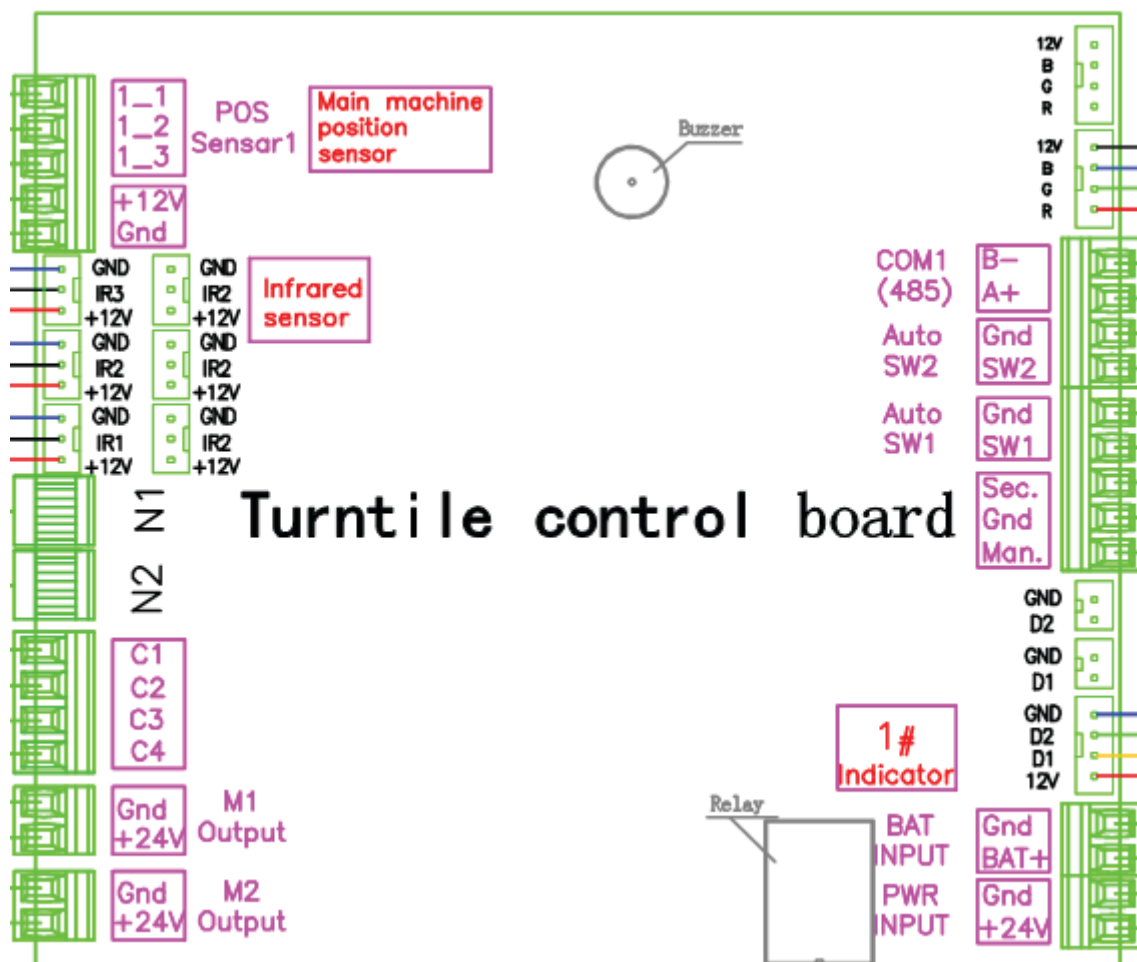 1_1
1_2
1_3
POS
Sensar1
Main machine
position
sensor
+12V
Gnd
GND
IR3
+12V
GND
IR2
+12V
Infrared
sensor
GND
IR2
+12V
GND
IR2
+12V
GND
IR1
+12V
GND
IR2
+12V
N1
N2
Buzzer
Turntile control board
C1
C2
C3
C4
Gnd
+24V
M1
Output
Gnd
+24V
M2
Output
12V
B
G
R
12V
B
G
R
COM1
(485)
B-
A+
Auto
SW2
Gnd
SW2
Auto
SW1
Gnd
SW1
Sec.
Gnd
Man.
GND
D2
GND
D1
1#
Indicator
GND
D2
D1
12V
Relay
BAT
INPUT
Gnd
BAT+
PWR
INPUT
Gnd
+24V